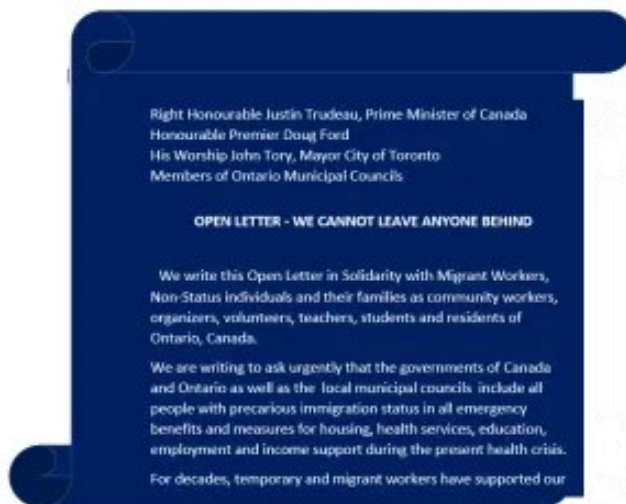 Right Honourable Justin Trudeau, Prime Minister of Canada
Honourable Premier Doug Ford
His Worship John Tory, Mayor City of Toronto
Members of Ontario Municipal Councils
OPEN LETTER - WE CANNOT LEAVE ANYONE BEHIND
We write this Open Letter in Solidarity with Migrant Workers,
Non-Status individuals and their families as community workers,
organizers, volunteers, teachers, students and residents of
Ontario, Canada.
We are writing to ask urgently that the governments of Canada
and Ontario as well as the local municipal councils include all
people with precarious immigration status in all emergency
benefits and measures for housing, health services, education,
employment and income support during the present health crisis.
For decades, temporary and migrant workers have supported our